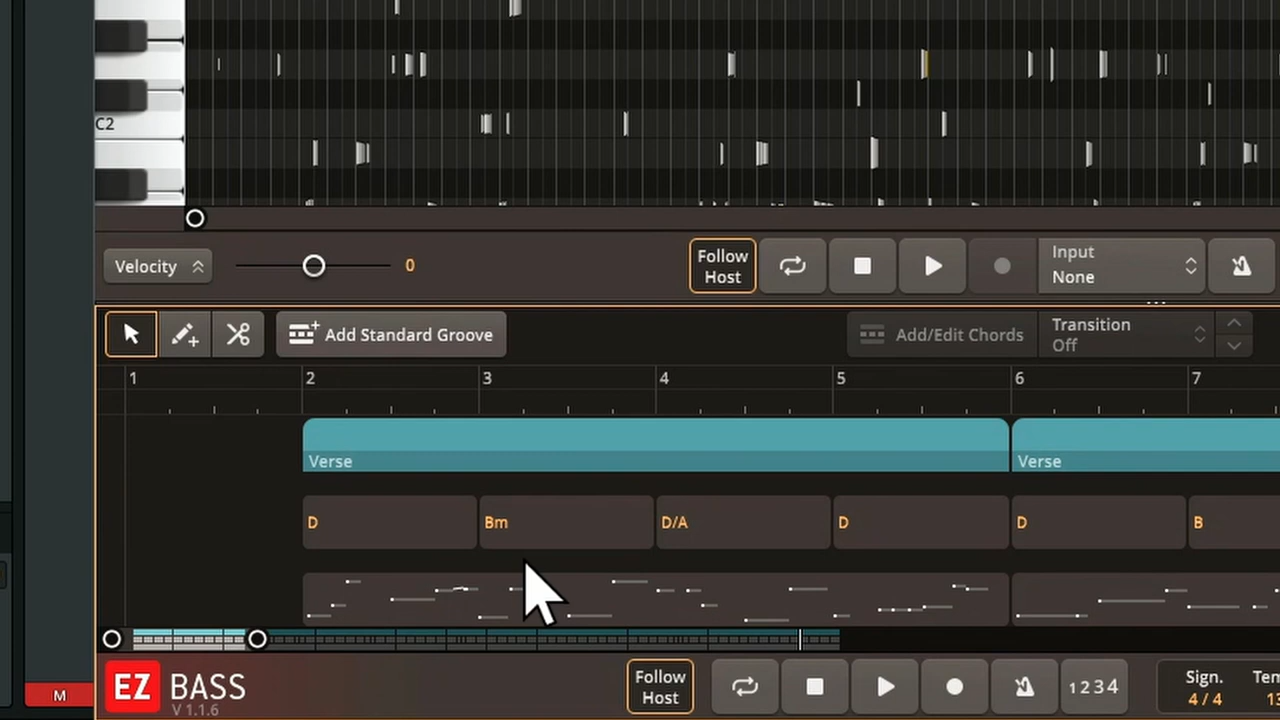 C2
Velocity
0
Follow Host
Input
None
Add Standard Groove
Add/Edit Chords
Transition
Off
1 2 3 4 5 6 7
Verse Verse
D Bm D/A D D B
EZ BASS
V 1.1.6
Follow Host
1234
Sign.
4 / 4
M